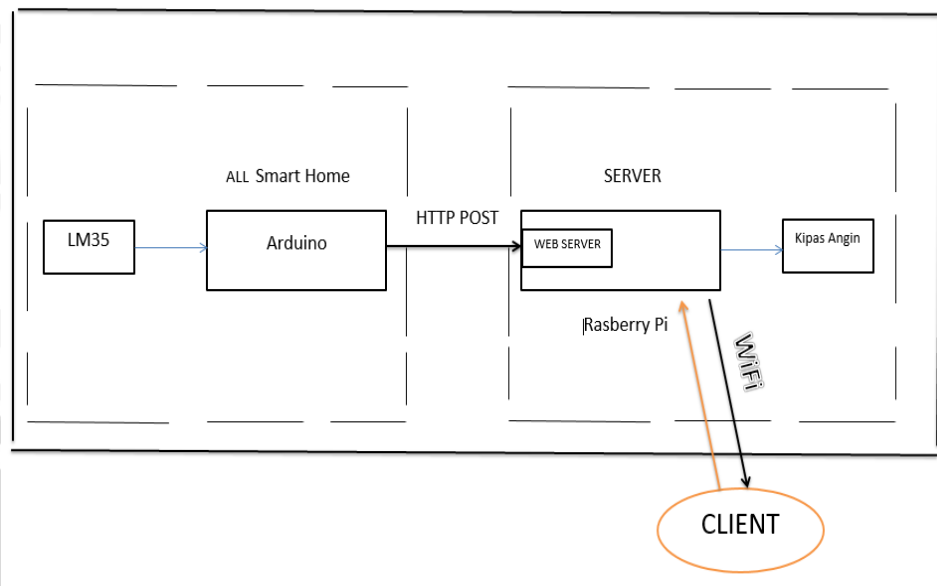 ALL Smart Home
SERVER
HTTP POST
LM35
Arduino
WEB SERVER
Kipas Angin
Rasberry Pi
WiFi
CLIENT